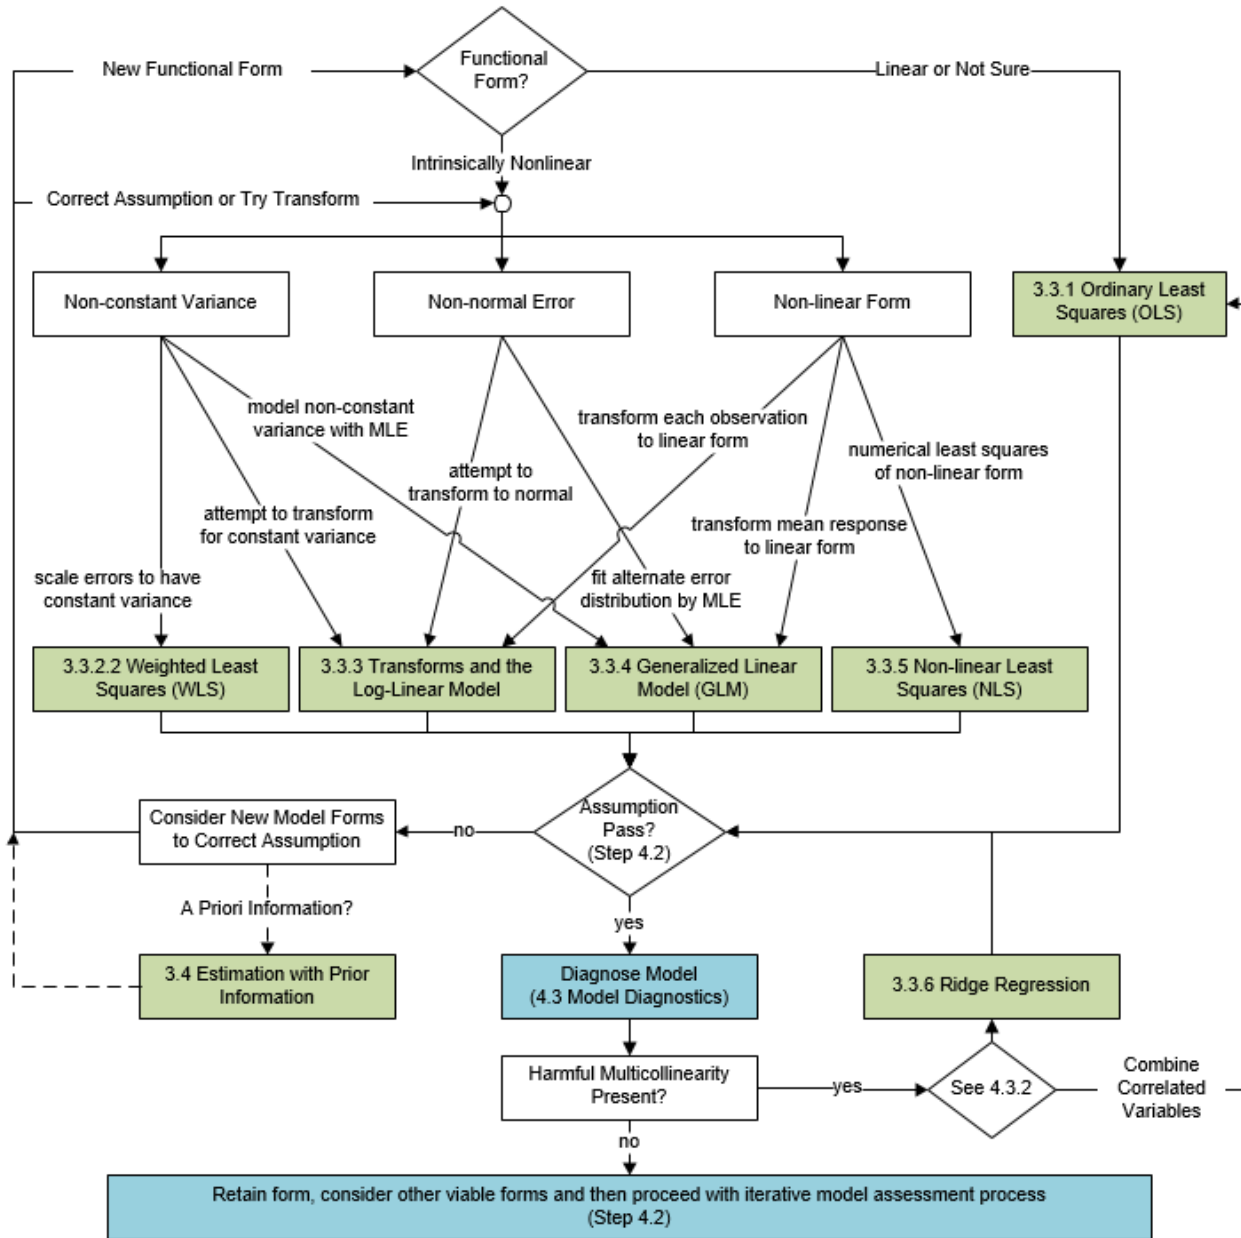 Functional
Form?
New Functional Form
Linear or Not Sure
Intrinsically Nonlinear
Correct Assumption or Try Transform
Non-constant Variance
Non-normal Error
Non-linear Form
3.3.1 Ordinary Least
Squares (OLS)
model non-constant
variance with MLE
transform each observation
to linear form
numerical least squares
of non-linear form
attempt to
transform to normal
attempt to transform
for constant variance
transform mean response
to linear form
scale errors to have
constant variance
fit alternate error
distribution by MLE
3.3.2.2 Weighted Least
Squares (WLS)
3.3.3 Transforms and the
Log-Linear Model
3.3.4 Generalized Linear
Model (GLM)
3.3.5 Non-linear Least
Squares (NLS)
Consider New Model Forms
to Correct Assumption
no
Assumption
Pass?
(Step 4.2)
A Priori Information?
yes
3.4 Estimation with Prior
Information
Diagnose Model
(4.3 Model Diagnostics)
3.3.6 Ridge Regression
Harmful Multicollinearity
Present?
yes
See 4.3.2
Combine
Correlated
Variables
no
Retain form, consider other viable forms and then proceed with iterative model assessment process
(Step 4.2)